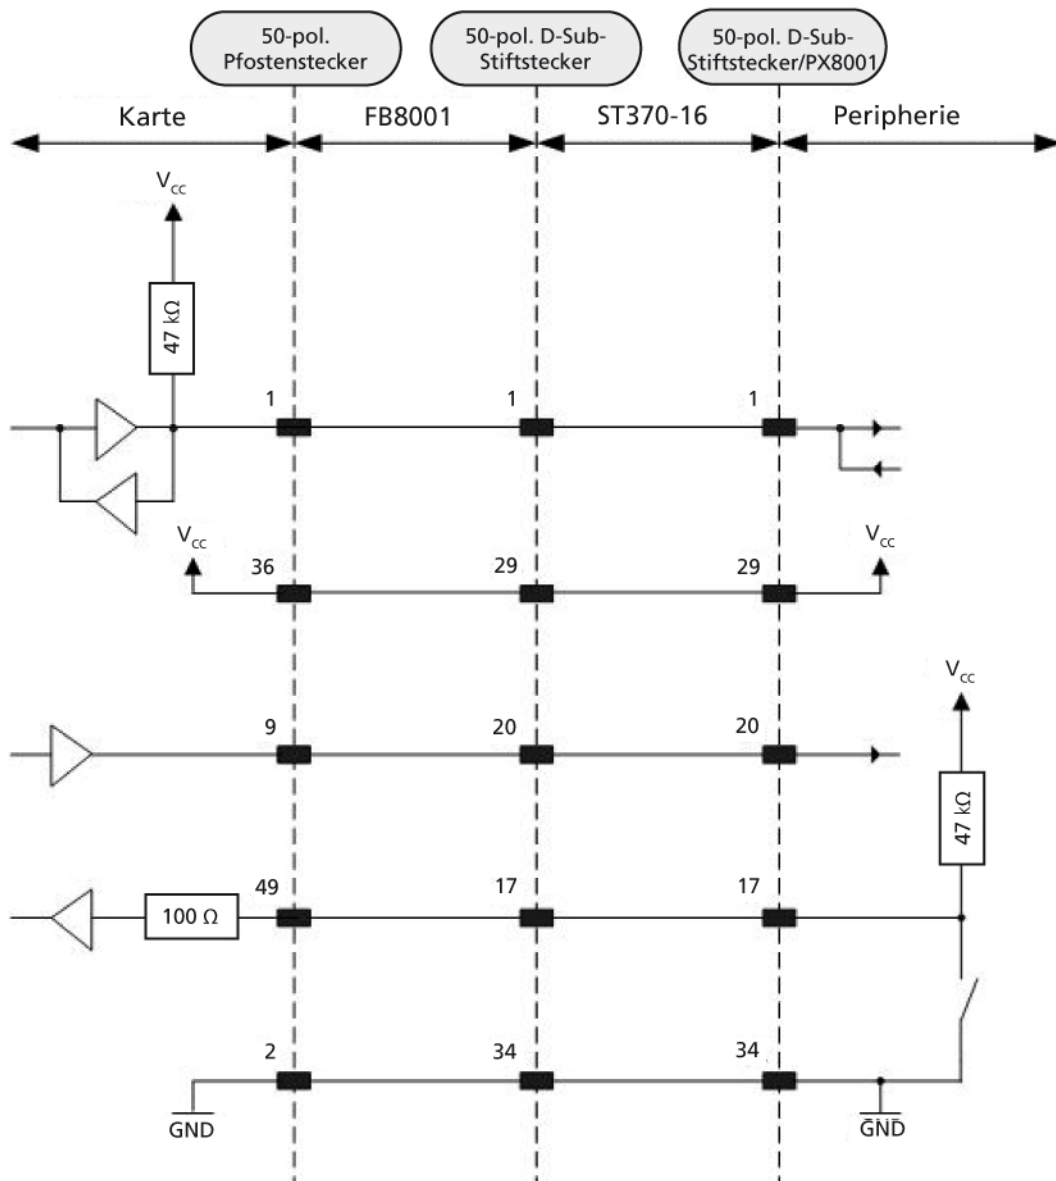 50-pol.
Pfostenstecker
50-pol. D-Sub-
Stiftstecker
50-pol. D-Sub-
Stiftstecker/PX8001
Karte
FB8001
ST370-16
Peripherie
Vcc
47 kΩ
1
1
1
Vcc
36
29
29
Vcc
Vcc
9
20
20
47 kΩ
49
17
17
100 Ω
2
34
34
GND
GND